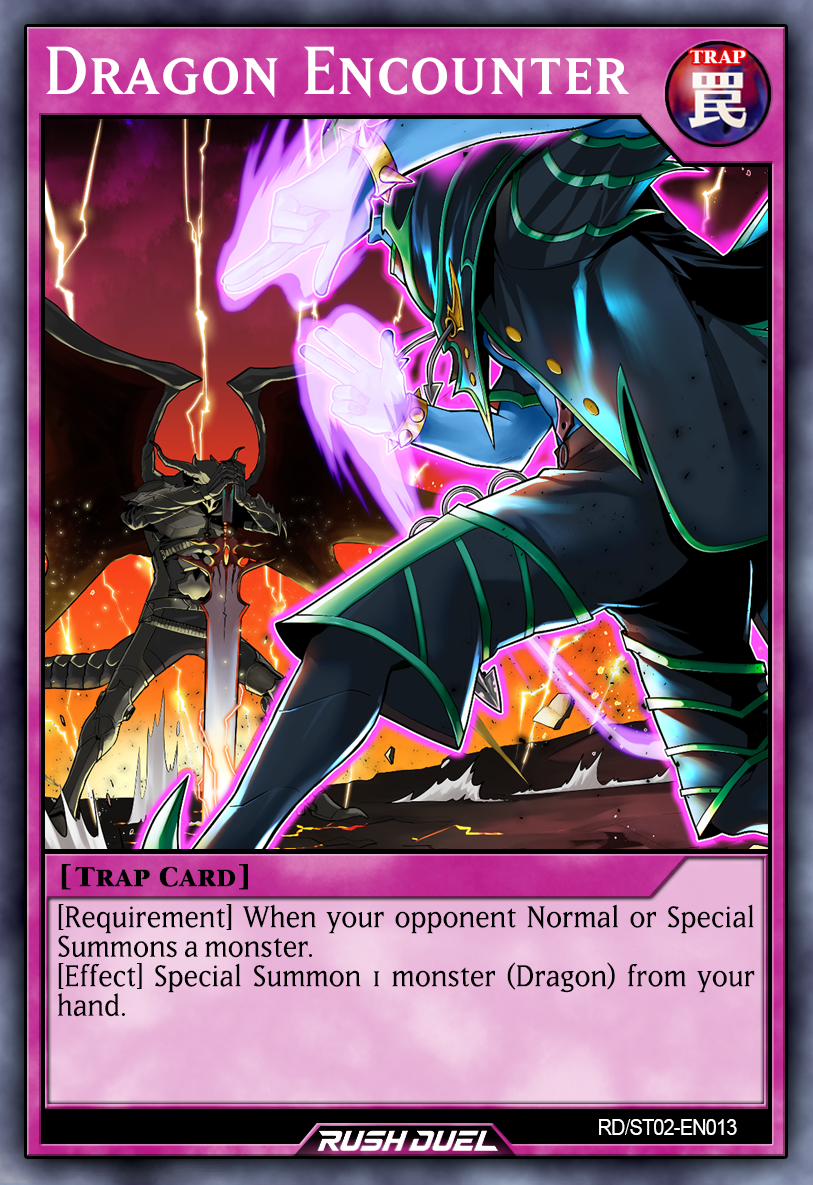 Dragon Encounter
TRAP
罠
[Trap Card]
[Requirement] When your opponent Normal or Special
Summons a monster.
[Effect] Special Summon 1 monster (Dragon) from your
hand.
RD/ST02-EN013
RUSH DUEL